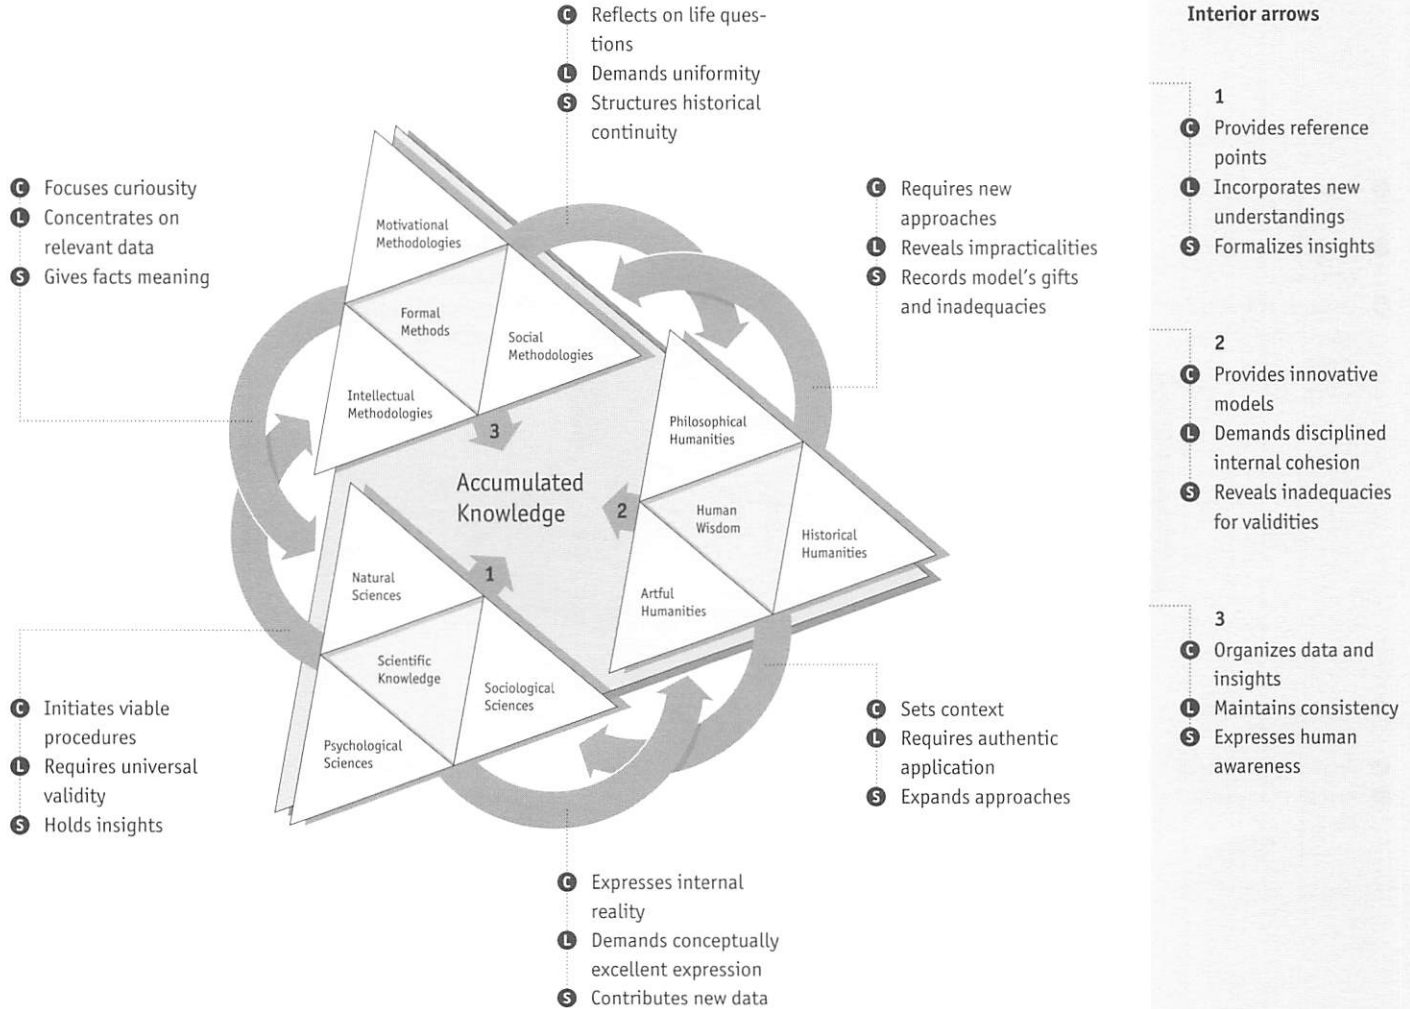 C Reflects on life ques-
tions
L Demands uniformity
S Structures historical
continuity
C Focuses curiousity
L Concentrates on
relevant data
S Gives facts meaning
C Requires new
approaches
L Reveals impracticalities
S Records model's gifts
and inadequacies
Motivational
Methodologies
Formal
Methods
Social
Methodologies
Intellectual
Methodologies
3
Accumulated
Knowledge
2
1
Philosophical
Humanities
Human
Wisdom
Historical
Humanities
Artful
Humanities
Natural
Sciences
Scientific
Knowledge
Sociological
Sciences
Psychological
Sciences
C Initiates viable
procedures
L Requires universal
validity
S Holds insights
C Sets context
L Requires authentic
application
S Expands approaches
C Expresses internal
reality
L Demands conceptually
excellent expression
S Contributes new data
Interior arrows
1
C Provides reference
points
L Incorporates new
understandings
S Formalizes insights
2
C Provides innovative
models
L Demands disciplined
internal cohesion
S Reveals inadequacies
for validities
3
C Organizes data and
insights
L Maintains consistency
S Expresses human
awareness